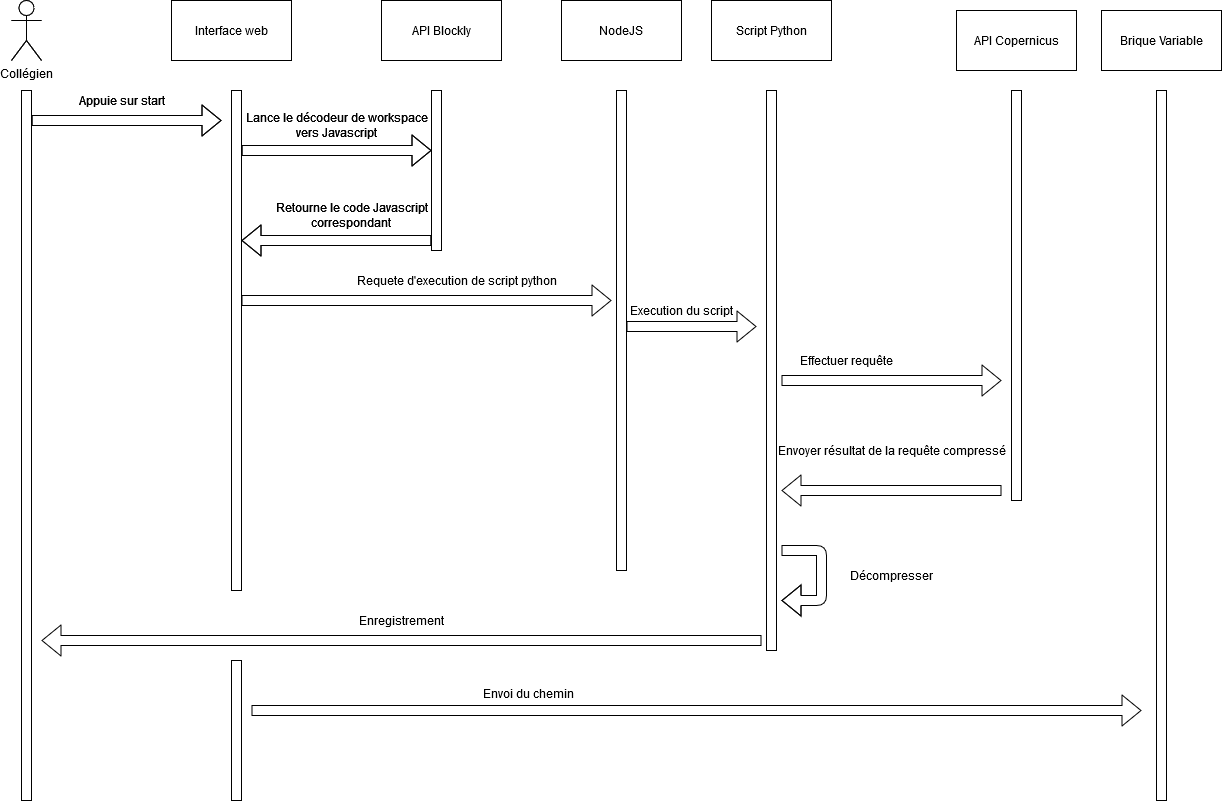 Interface web
API Blockly
NodeJS
Script Python
API Copernicus
Brique Variable
Collégien
Appuie sur start
Lance le décodeur de workspace
vers Javascript
Retourne le code Javascript
correspondant
Requete d'execution de script python
Execution du script
Effectuer requête
Envoyer résultat de la requête compressé
Décompresser
Enregistrement
Envoi du chemin